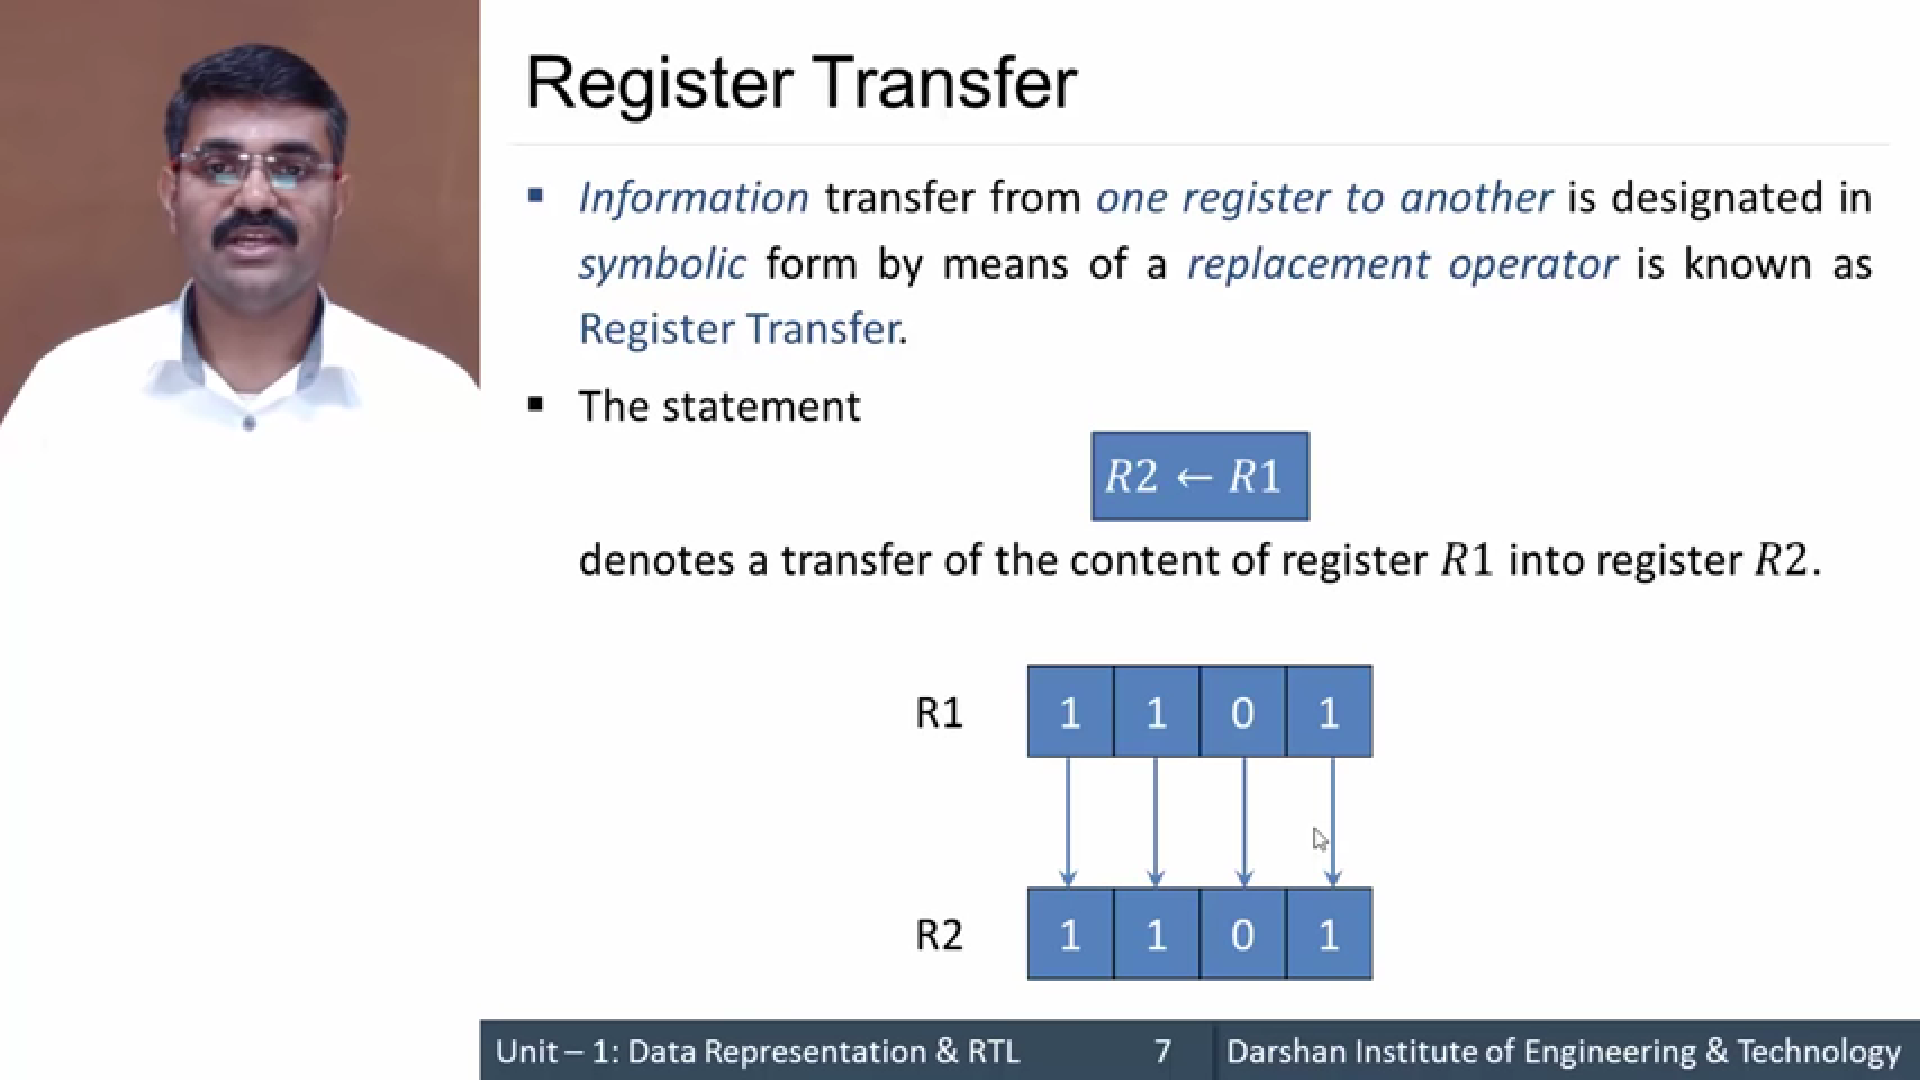 Register Transfer
▪ Information transfer from one register to another is designated in
symbolic form by means of a replacement operator is known as
Register Transfer.
▪ The statement
R2 ← R1
denotes a transfer of the content of register R1 into register R2.
R1 1 1 0 1
R2 1 1 0 1
Unit – 1: Data Representation & RTL 7 Darshan Institute of Engineering & Technology